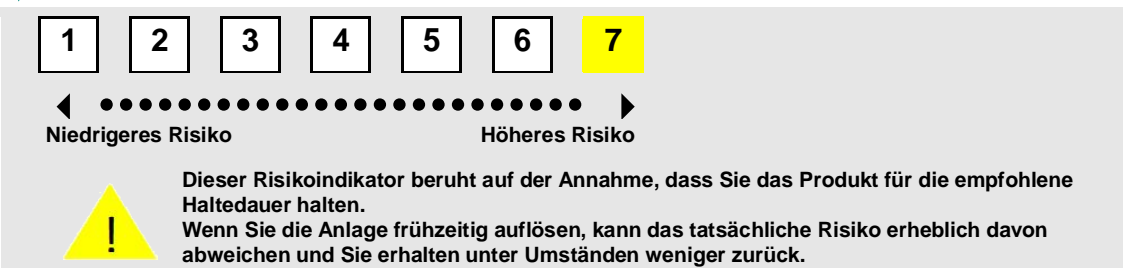 1 2 3 4 5 6 7
Niedrigeres Risiko Höheres Risiko
Dieser Risikoindikator beruht auf der Annahme, dass Sie das Produkt für die empfohlene
Haltedauer halten.
! Wenn Sie die Anlage frühzeitig auflösen, kann das tatsächliche Risiko erheblich davon
abweichen und Sie erhalten unter Umständen weniger zurück.